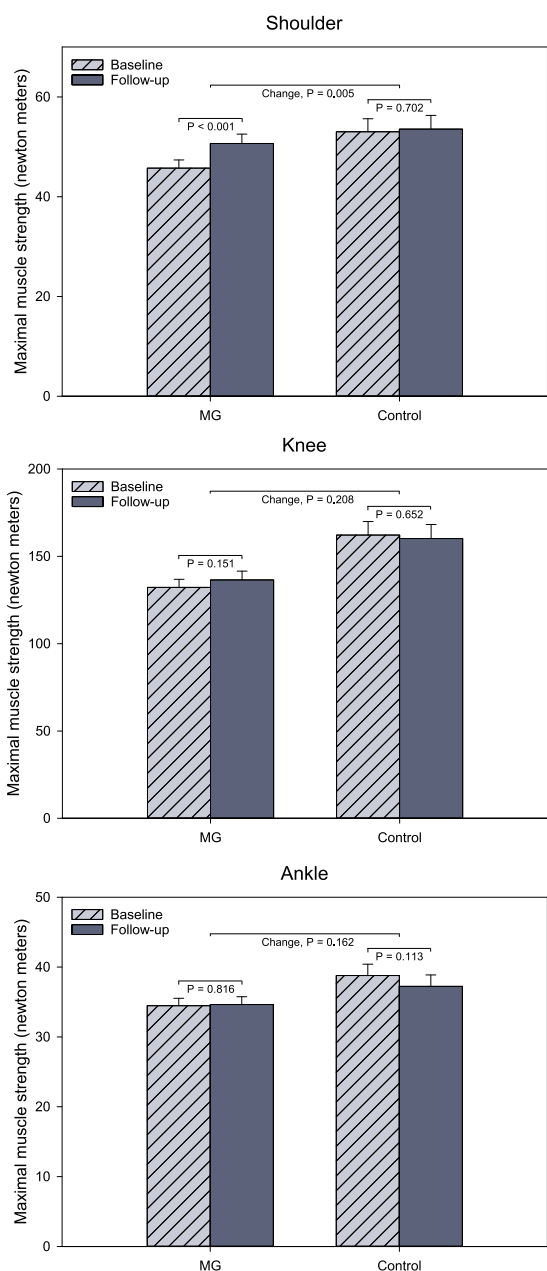 Shoulder
Maximal muscle strength (newton meters)
60
40
20
0
Baseline
Follow-up
Change, P = 0.005
P < 0.001
P = 0.702
MG
Control
Knee
Maximal muscle strength (newton meters)
200
150
100
50
0
Baseline
Follow-up
Change, P = 0.208
P = 0.151
P = 0.652
MG
Control
Ankle
Maximal muscle strength (newton meters)
50
40
30
20
10
0
Baseline
Follow-up
Change, P = 0.162
P = 0.816
P = 0.113
MG
Control